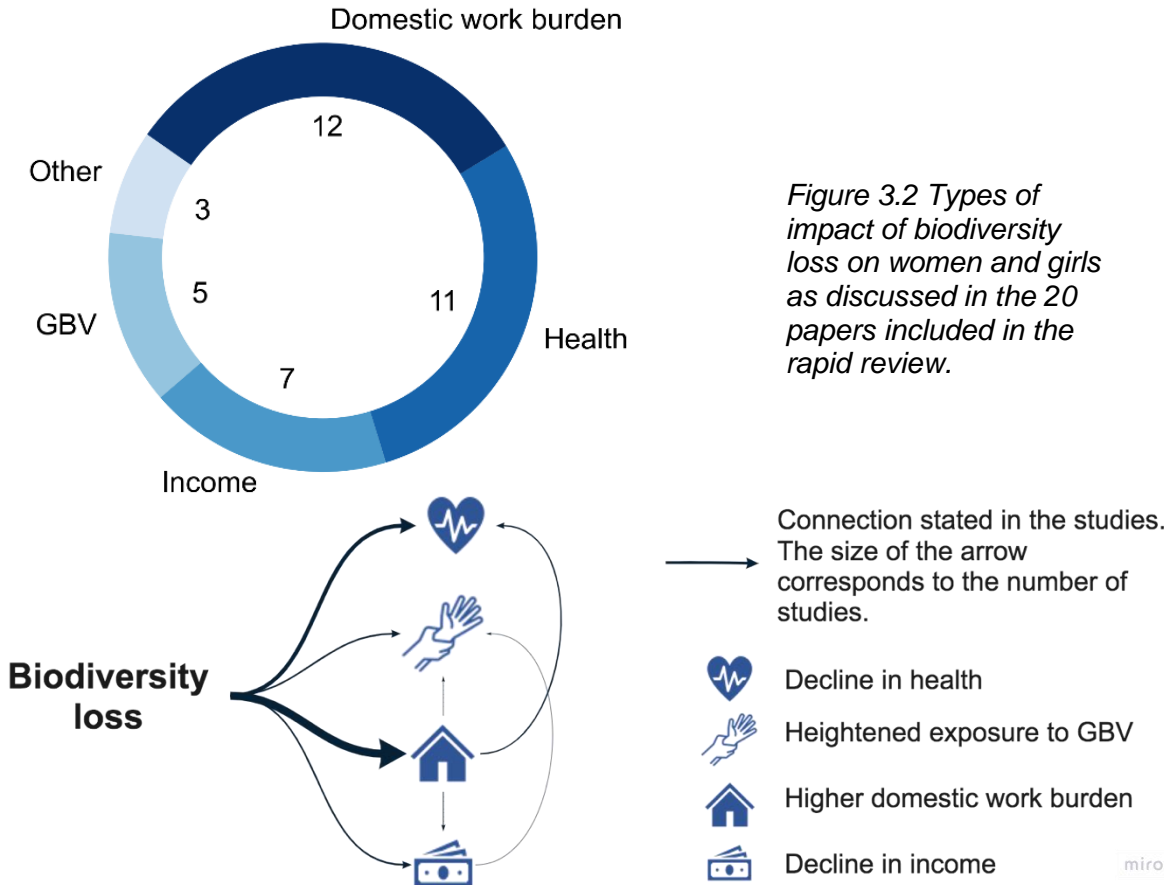 Domestic work burden
12
Other
3
GBV
5
11
Health
7
Income
Figure 3.2 Types of
impact of biodiversity
loss on women and girls
as discussed in the 20
papers included in the
rapid review.
Biodiversity
loss
Connection stated in the studies.
The size of the arrow
corresponds to the number of
studies.
Decline in health
Heightened exposure to GBV
Higher domestic work burden
Decline in income
miro